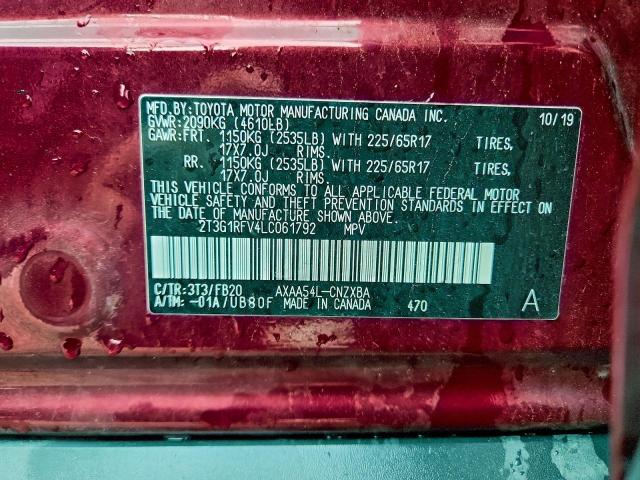 MFD.BY:TOYOTA MOTOR MANUFACTURING CANADA INC. 10/19
GVWR:2090KG (4610LB)
GAWR:FRT. 1150KG (2535LB) WITH 225/65R17 TIRES,
17X7.0J RIMS.
RR. 1150KG (2535LB) WITH 225/65R17 TIRES,
17X7.0J RIMS.
THIS VEHICLE CONFORMS TO ALL APPLICABLE FEDERAL MOTOR
VEHICLE SAFETY AND THEFT PREVENTION STANDARDS IN EFFECT ON
THE DATE OF MANUFACTURE SHOWN ABOVE.
2T3G1RFV4LC061792 MPV
C/TR:3T3/FB20 AXAA54L-CNZXBA
A/TM:-01A/UB80F MADE IN CANADA 470 A